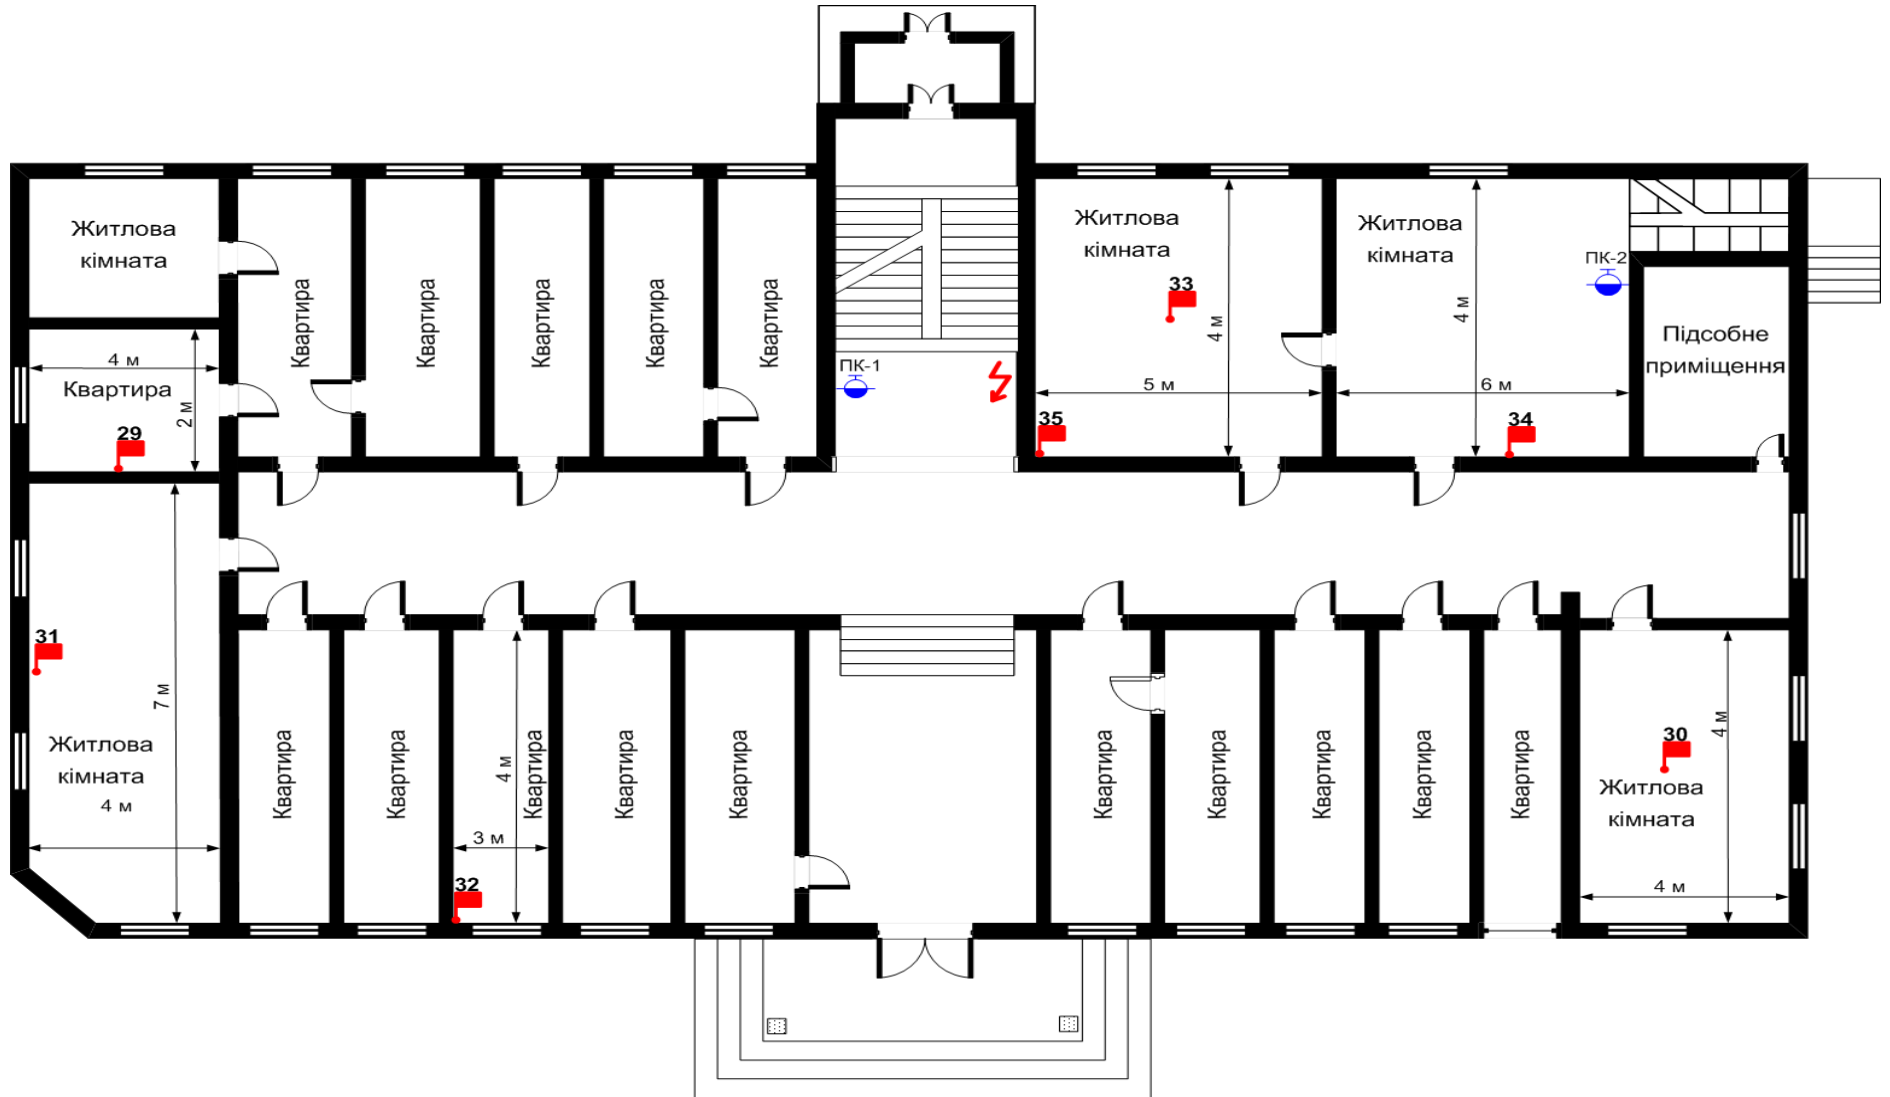 Житлова
кімната
Квартира
Квартира
Квартира
Квартира
Квартира
ПК-1
Житлова
кімната
33
4 м
5 м
35
Житлова
кімната
4 м
6 м
34
ПК-2
Підсобне
приміщення
4 м
Квартира
2 м
29
31
7 м
Житлова
кімната
4 м
Квартира
Квартира
4 м
Квартира
3 м
32
Квартира
Квартира
Квартира
Квартира
Квартира
Квартира
Квартира
30
4 м
Житлова
кімната
4 м